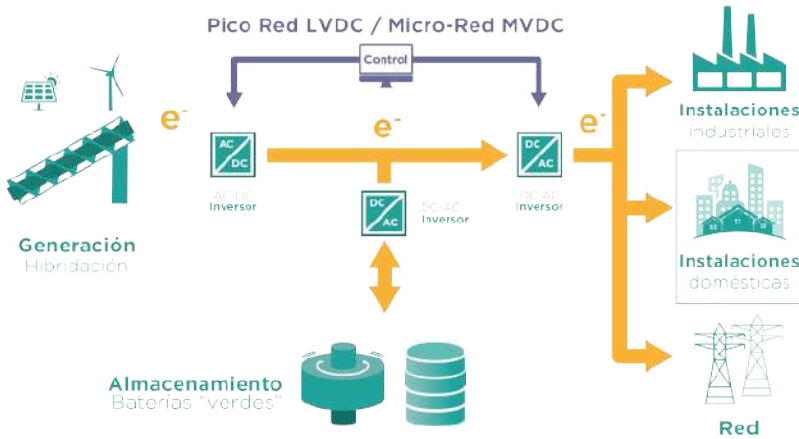 Pico Red LVDC / Micro-Red MVDC
Control
e-
e-
e-
AC
DC
AC-DC
Inversor
DC
AC
DC-AC
Inversor
DC
AC
DC-AC
Inversor
Generación
Hibridación
Almacenamiento
Baterías "verdes"
Instalaciones
industriales
Instalaciones
domésticas
Red